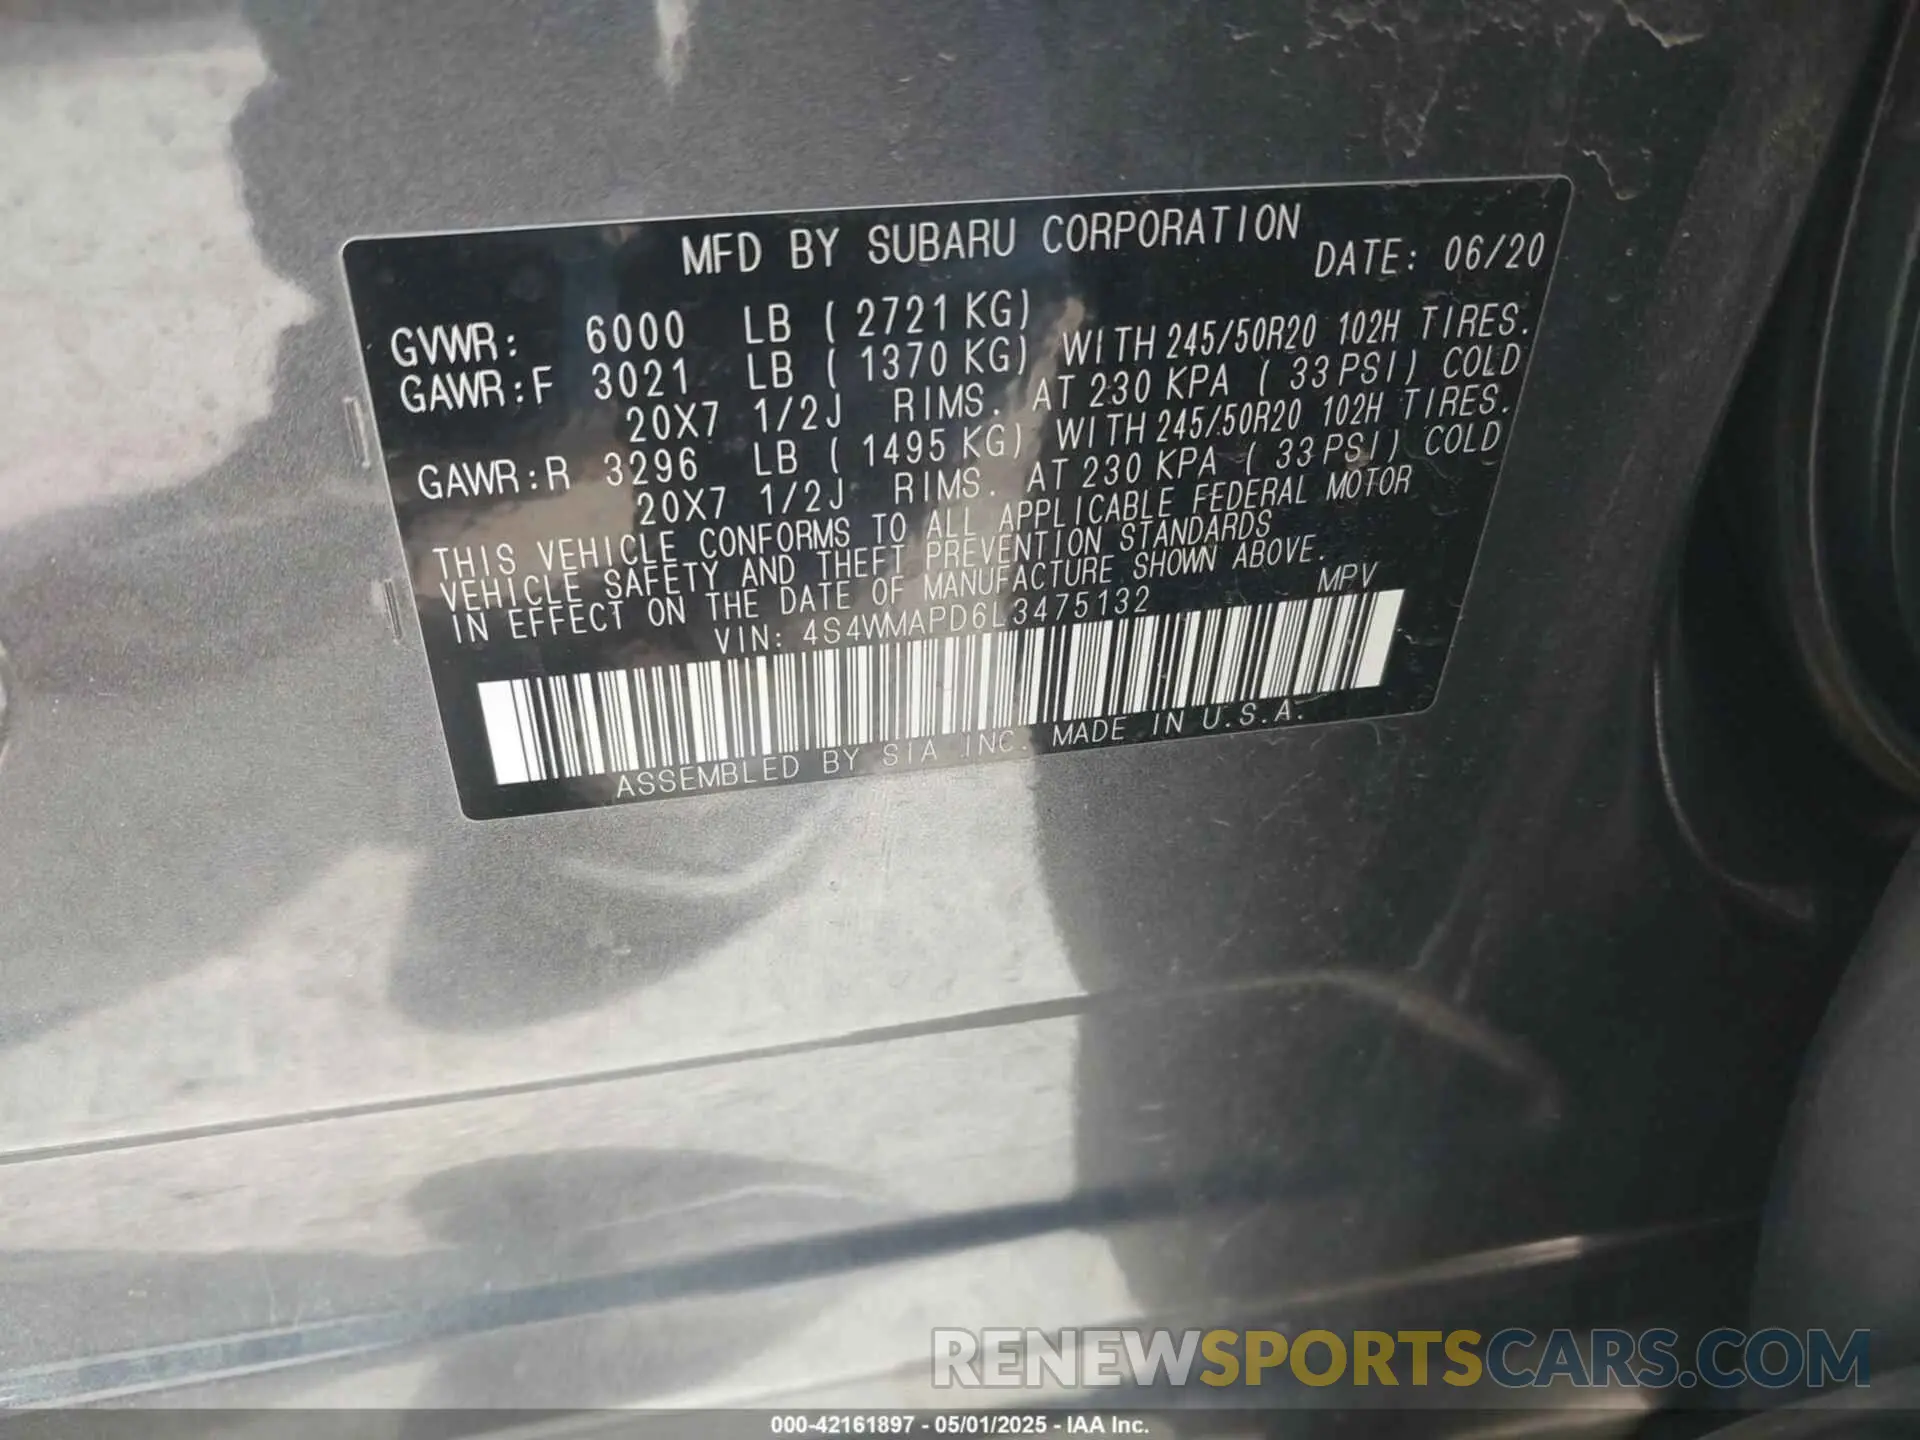 MFD BY SUBARU CORPORATION DATE: 06/20
GVWR: 6000 LB ( 2721 KG)
GAWR:F 3021 LB ( 1370 KG) WITH 245/50R20 102H TIRES.
20X7 1/2J RIMS. AT 230 KPA ( 33 PSI) COLD
GAWR:R 3296 LB ( 1495 KG) WITH 245/50R20 102H TIRES.
20X7 1/2J RIMS. AT 230 KPA ( 33 PSI) COLD
THIS VEHICLE CONFORMS TO ALL APPLICABLE FEDERAL MOTOR
VEHICLE SAFETY AND THEFT PREVENTION STANDARDS
IN EFFECT ON THE DATE OF MANUFACTURE SHOWN ABOVE.
VIN: 4S4WMAPD6L3475132 MPV
ASSEMBLED BY SIA INC. MADE IN U.S.A.
RENEWSPORTSCARS.COM
000-42161897 - 05/01/2025 - IAA Inc.